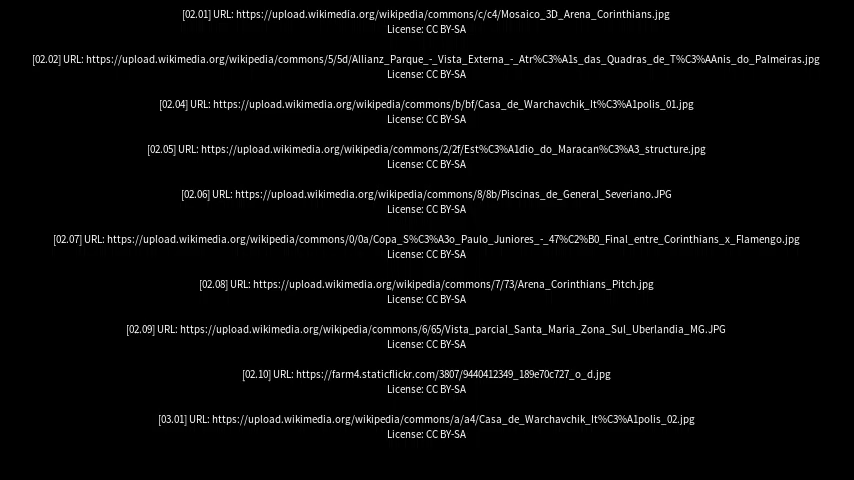 [02.01] URL: https://upload.wikimedia.org/wikipedia/commons/c/c4/Mosaico_3D_Arena_Corinthians.jpg
License: CC BY-SA
[02.02] URL: https://upload.wikimedia.org/wikipedia/commons/5/5d/Allianz_Parque_-_Vista_Externa_-_Atr%C3%A1s_das_Quadras_de_T%C3%AAnis_do_Palmeiras.jpg
License: CC BY-SA
[02.04] URL: https://upload.wikimedia.org/wikipedia/commons/b/bf/Casa_de_Warchavchik_It%C3%A1polis_01.jpg
License: CC BY-SA
[02.05] URL: https://upload.wikimedia.org/wikipedia/commons/2/2f/Est%C3%A1dio_do_Maracan%C3%A3_structure.jpg
License: CC BY-SA
[02.06] URL: https://upload.wikimedia.org/wikipedia/commons/8/8b/Piscinas_de_General_Severiano.JPG
License: CC BY-SA
[02.07] URL: https://upload.wikimedia.org/wikipedia/commons/0/0a/Copa_S%C3%A3o_Paulo_Juniores_-_47%C2%B0_Final_entre_Corinthians_x_Flamengo.jpg
License: CC BY-SA
[02.08] URL: https://upload.wikimedia.org/wikipedia/commons/7/73/Arena_Corinthians_Pitch.jpg
License: CC BY-SA
[02.09] URL: https://upload.wikimedia.org/wikipedia/commons/6/65/Vista_parcial_Santa_Maria_Zona_Sul_Uberlandia_MG.JPG
License: CC BY-SA
[02.10] URL: https://farm4.staticflickr.com/3807/9440412349_189e70c727_o_d.jpg
License: CC BY-SA
[03.01] URL: https://upload.wikimedia.org/wikipedia/commons/a/a4/Casa_de_Warchavchik_It%C3%A1polis_02.jpg
License: CC BY-SA